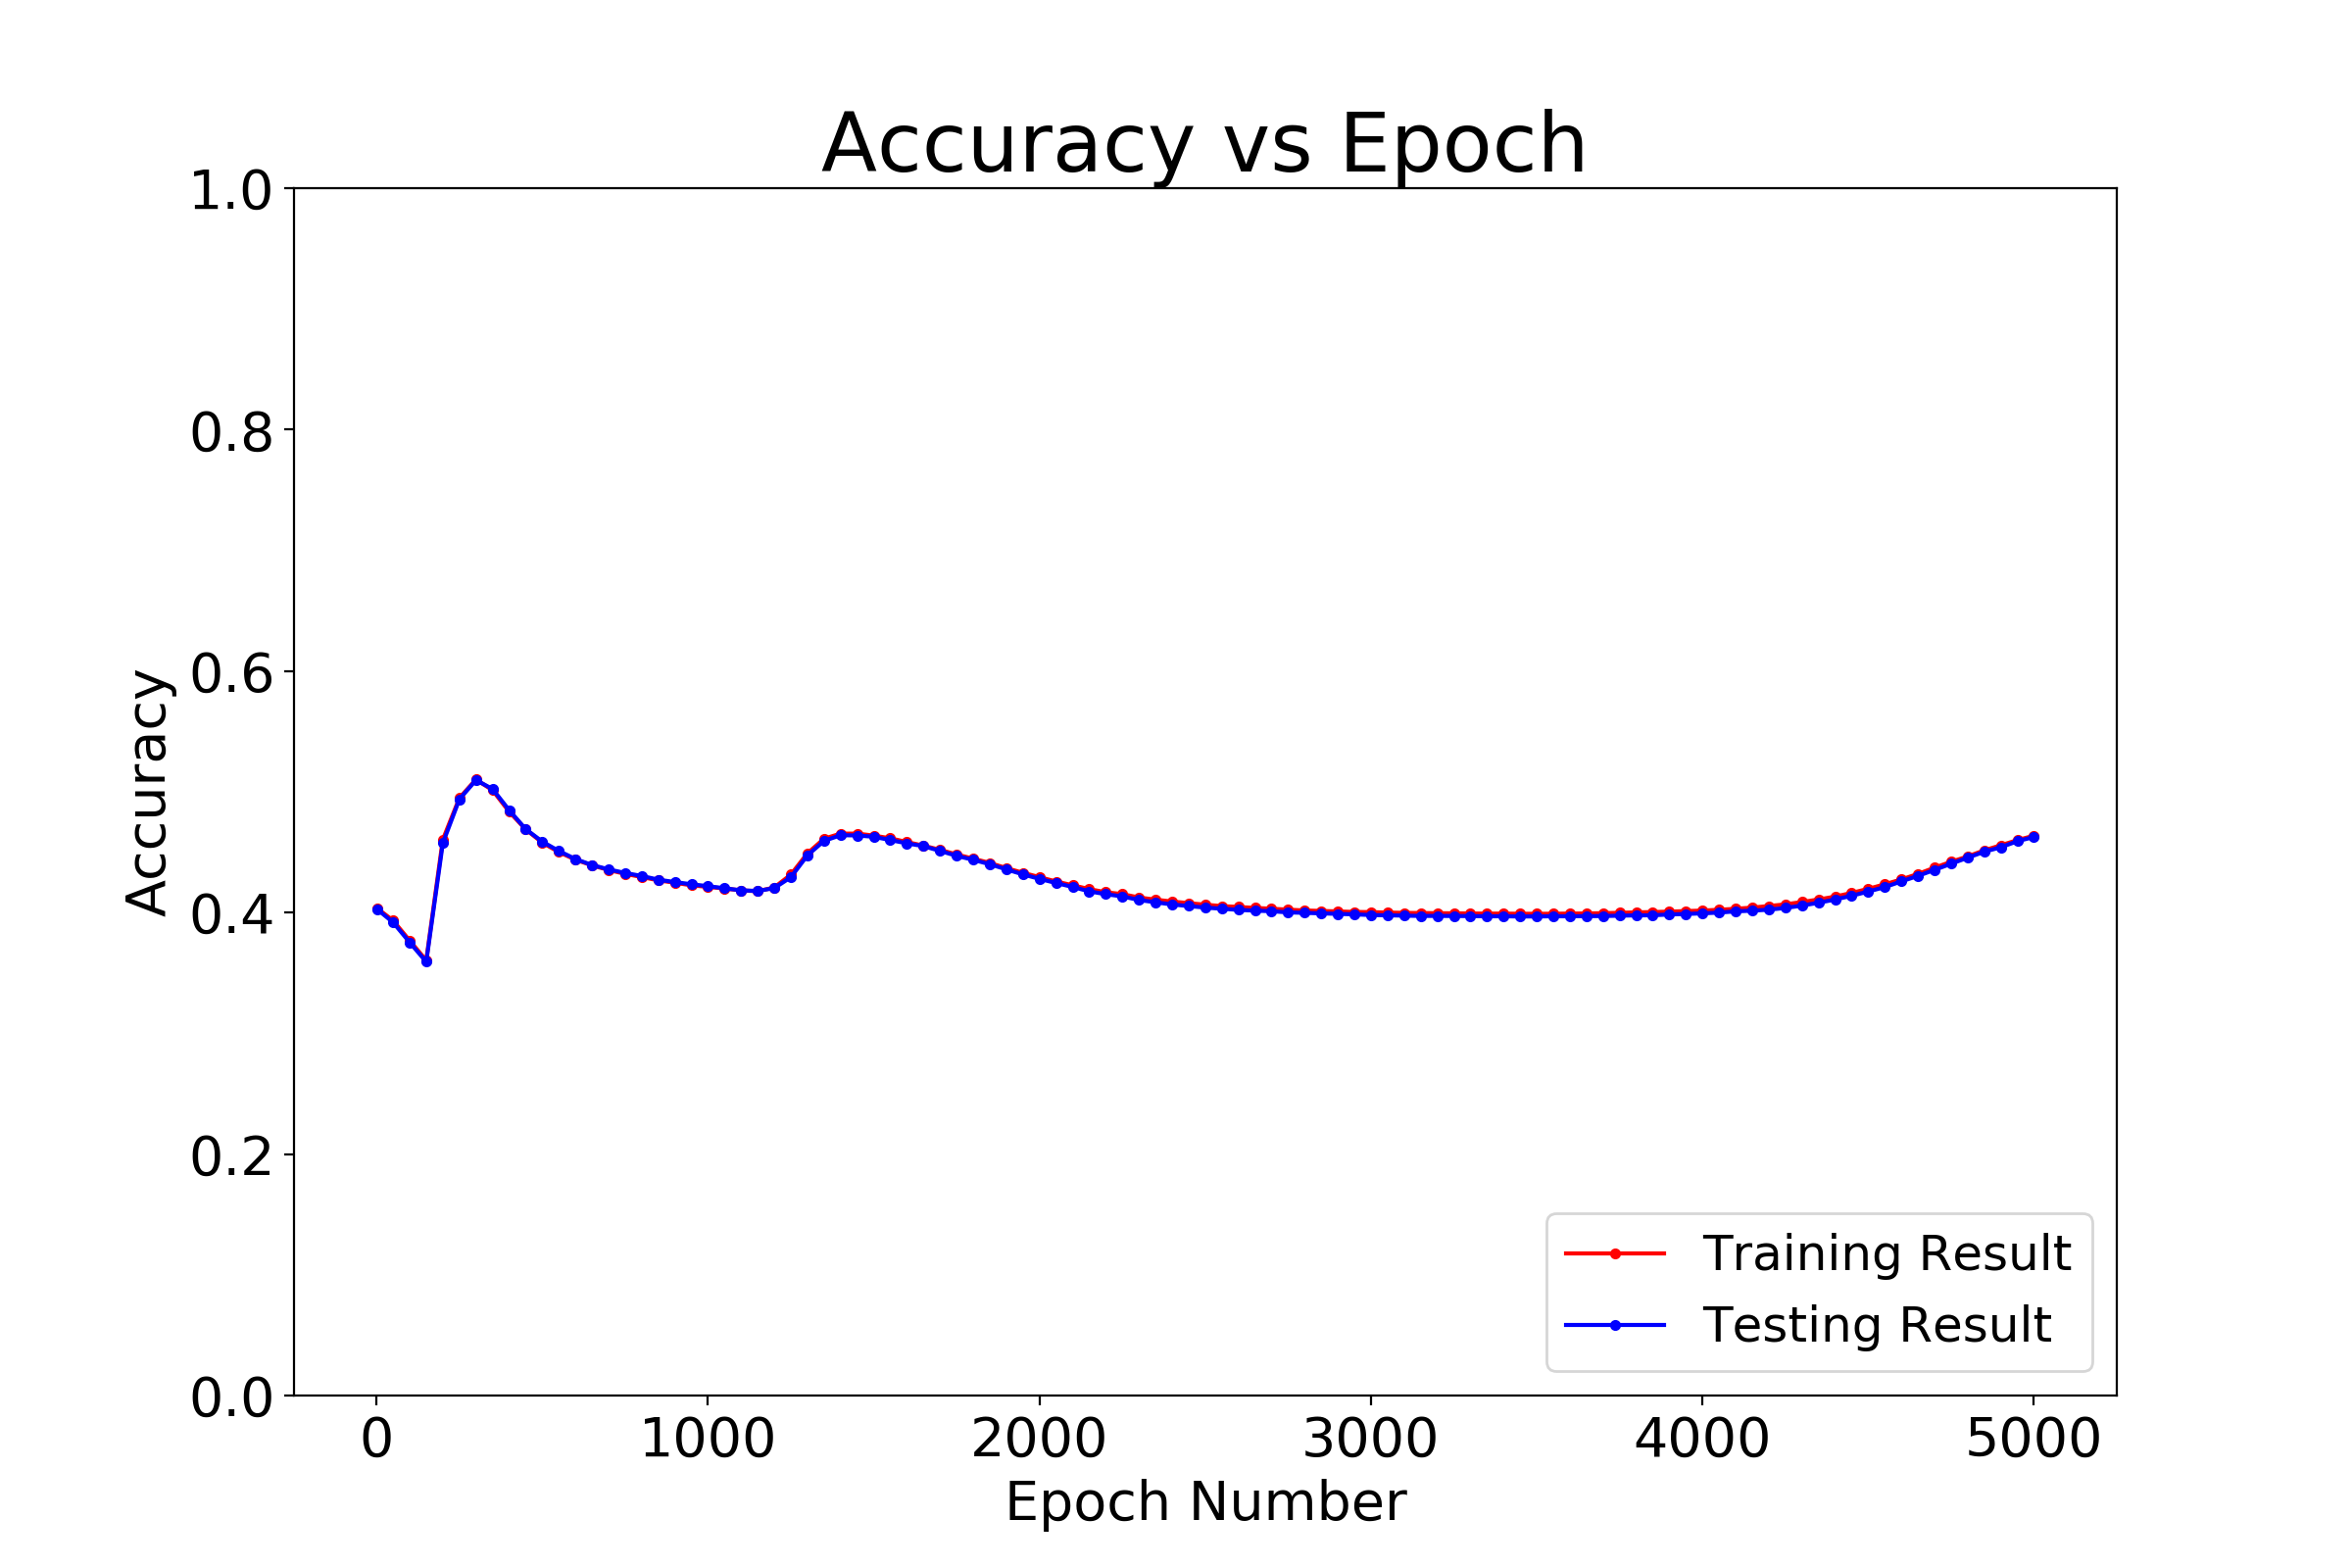 Accuracy vs Epoch
1.0
0.8
0.6
0.4
0.2
0.0
Accuracy
0 1000 2000 3000 4000 5000
Epoch Number
Training Result
Testing Result